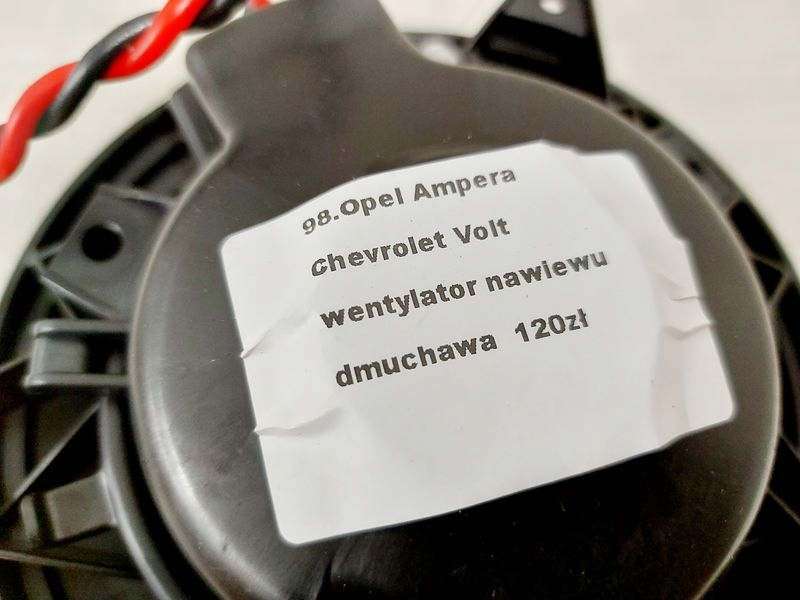 98.Opel Ampera
chevrolet Volt
wentylator nawiewu
dmuchawa 120zł